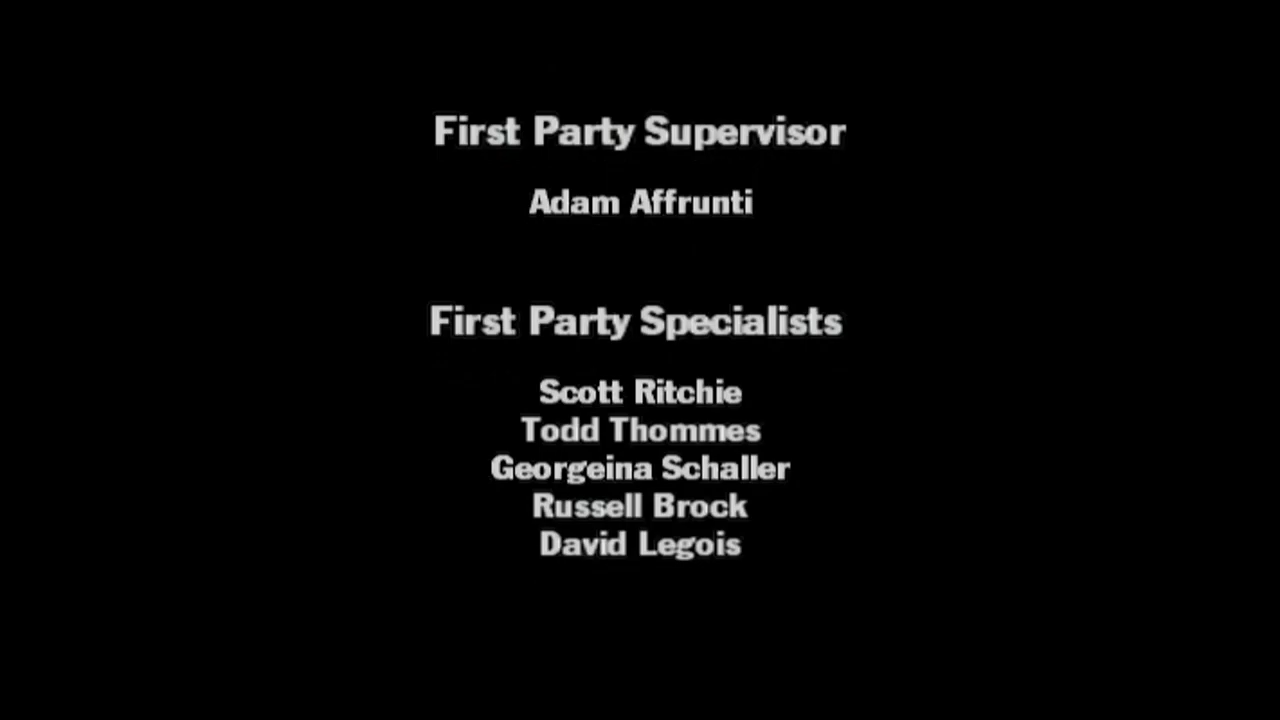 First Party Supervisor
Adam Affrunti
First Party Specialists
Scott Ritchie
Todd Thommes
Georgeina Schaller
Russell Brock
David Legois